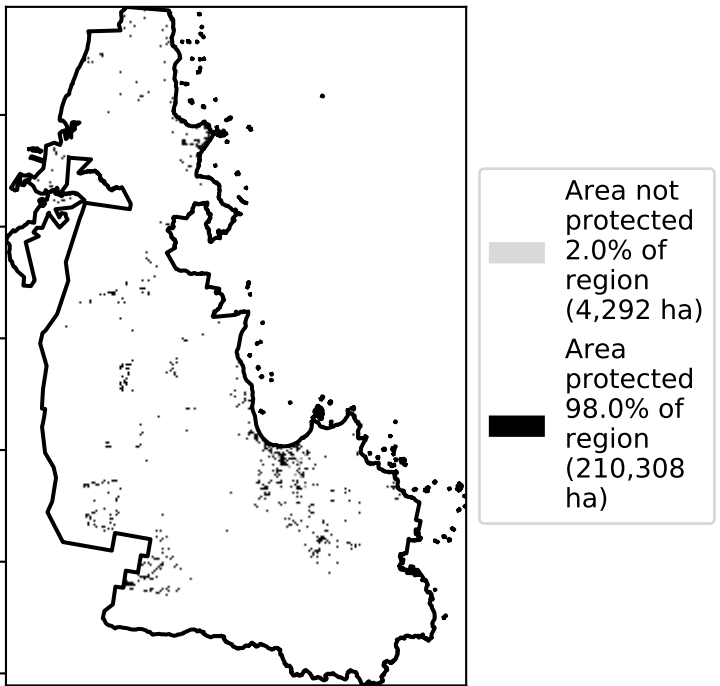 Area not
protected
2.0% of
region
(4,292 ha)
Area
protected
98.0% of
region
(210,308
ha)